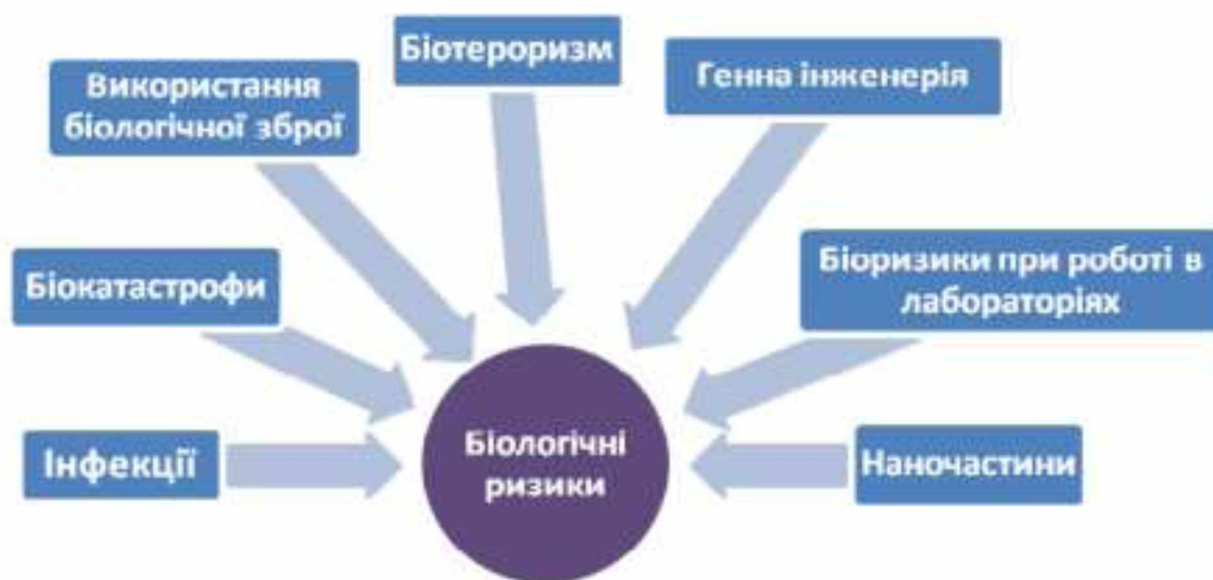 Біотероризм
Використання
біологічної зброї
Генна інженерія
Біокатастрофи
Біоризики при роботі в
лабораторіях
Інфекції
Біологічні
ризики
Наночастини